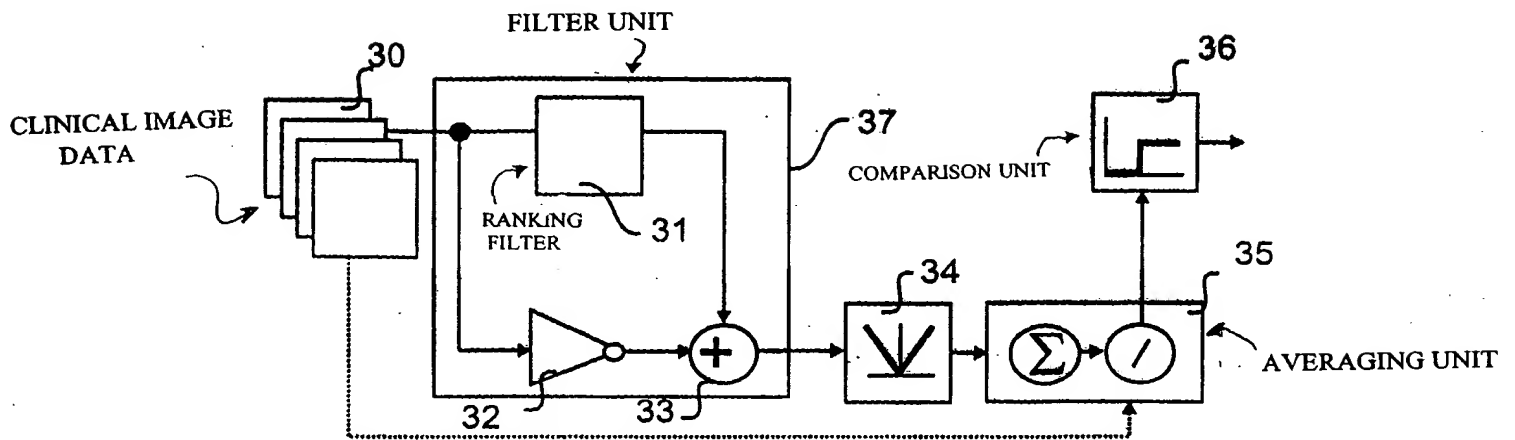 FILTER UNIT
30
36
CLINICAL IMAGE
DATA
37
COMPARISON UNIT
RANKING
FILTER
31
34
35
+
Σ
/
AVERAGING UNIT
32
33